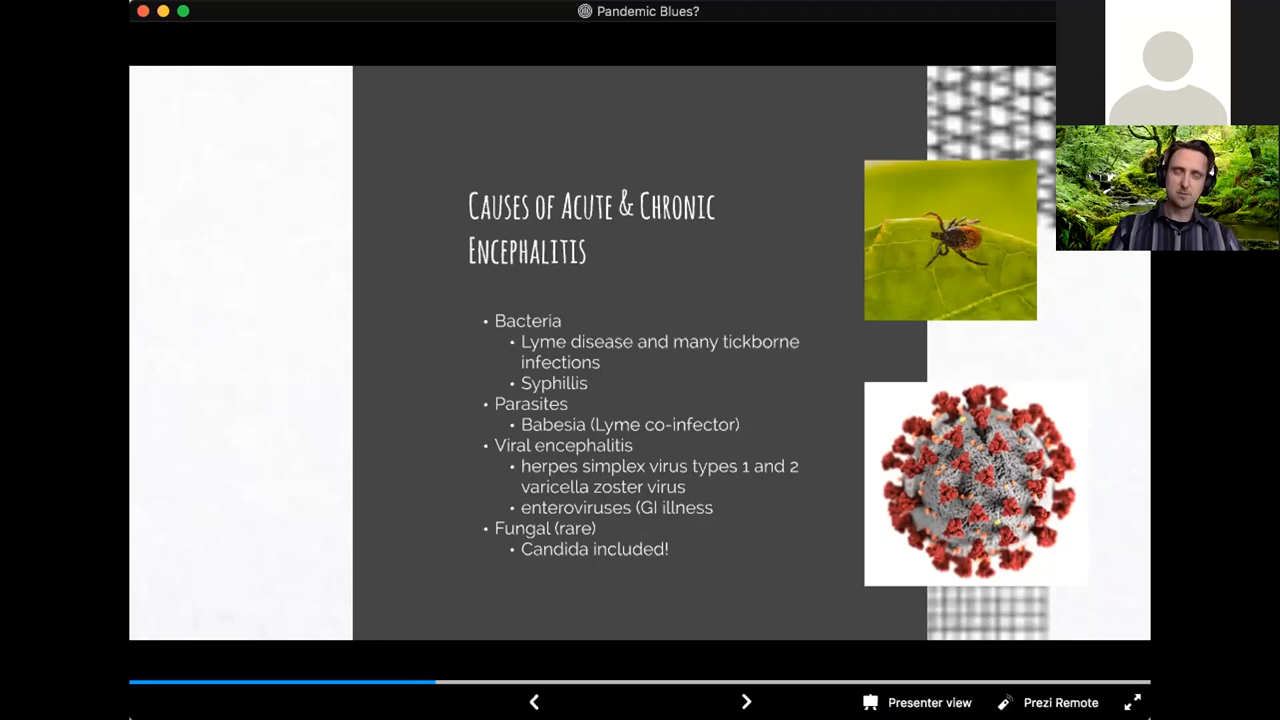 Pandemic Blues?
Causes of Acute & Chronic
Encephalitis
• Bacteria
• Lyme disease and many tickborne
infections
• Syphillis
• Parasites
• Babesia (Lyme co-infector)
• Viral encephalitis
• herpes simplex virus types 1 and 2
varicella zoster virus
• enteroviruses (GI illness
• Fungal (rare)
• Candida included!
Presenter view
Prezi Remote